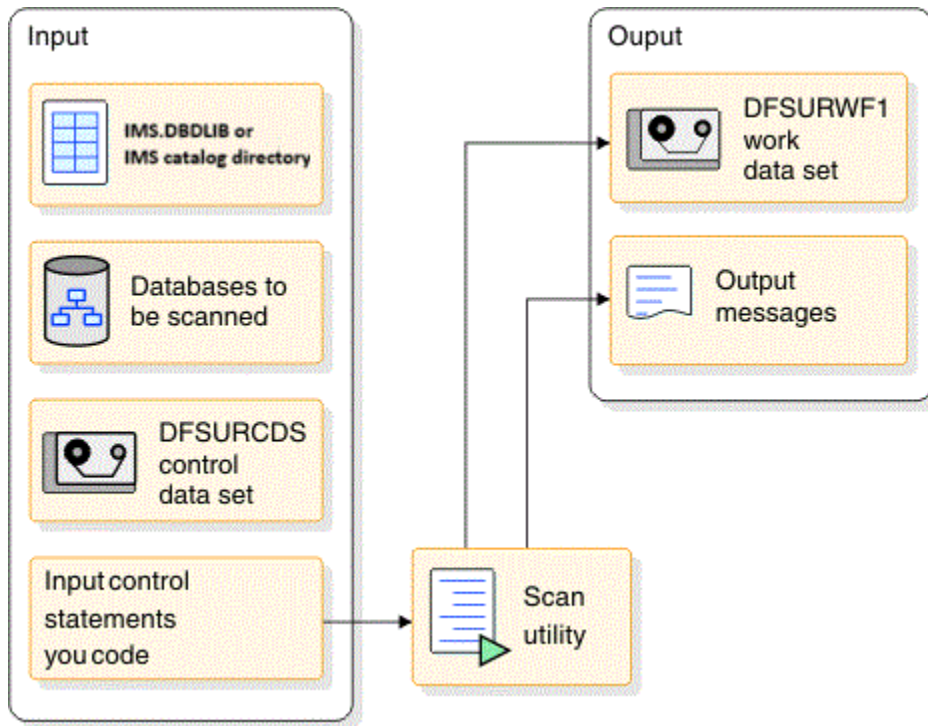 Input
IMS.DBDLIB or
IMS catalog directory
Databases to
be scanned
DFSURCDS
control
data set
Input control
statements
you code
Scan
utility
Ouput
DFSURWF1
work
data set
Output
messages